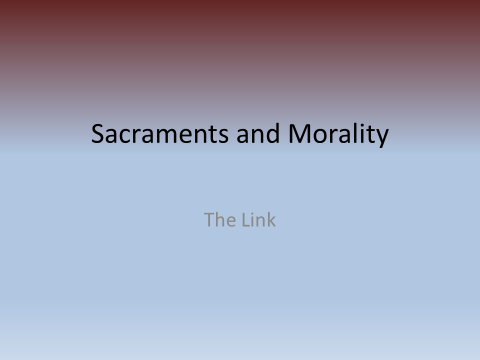 Sacraments and Morality
The Link